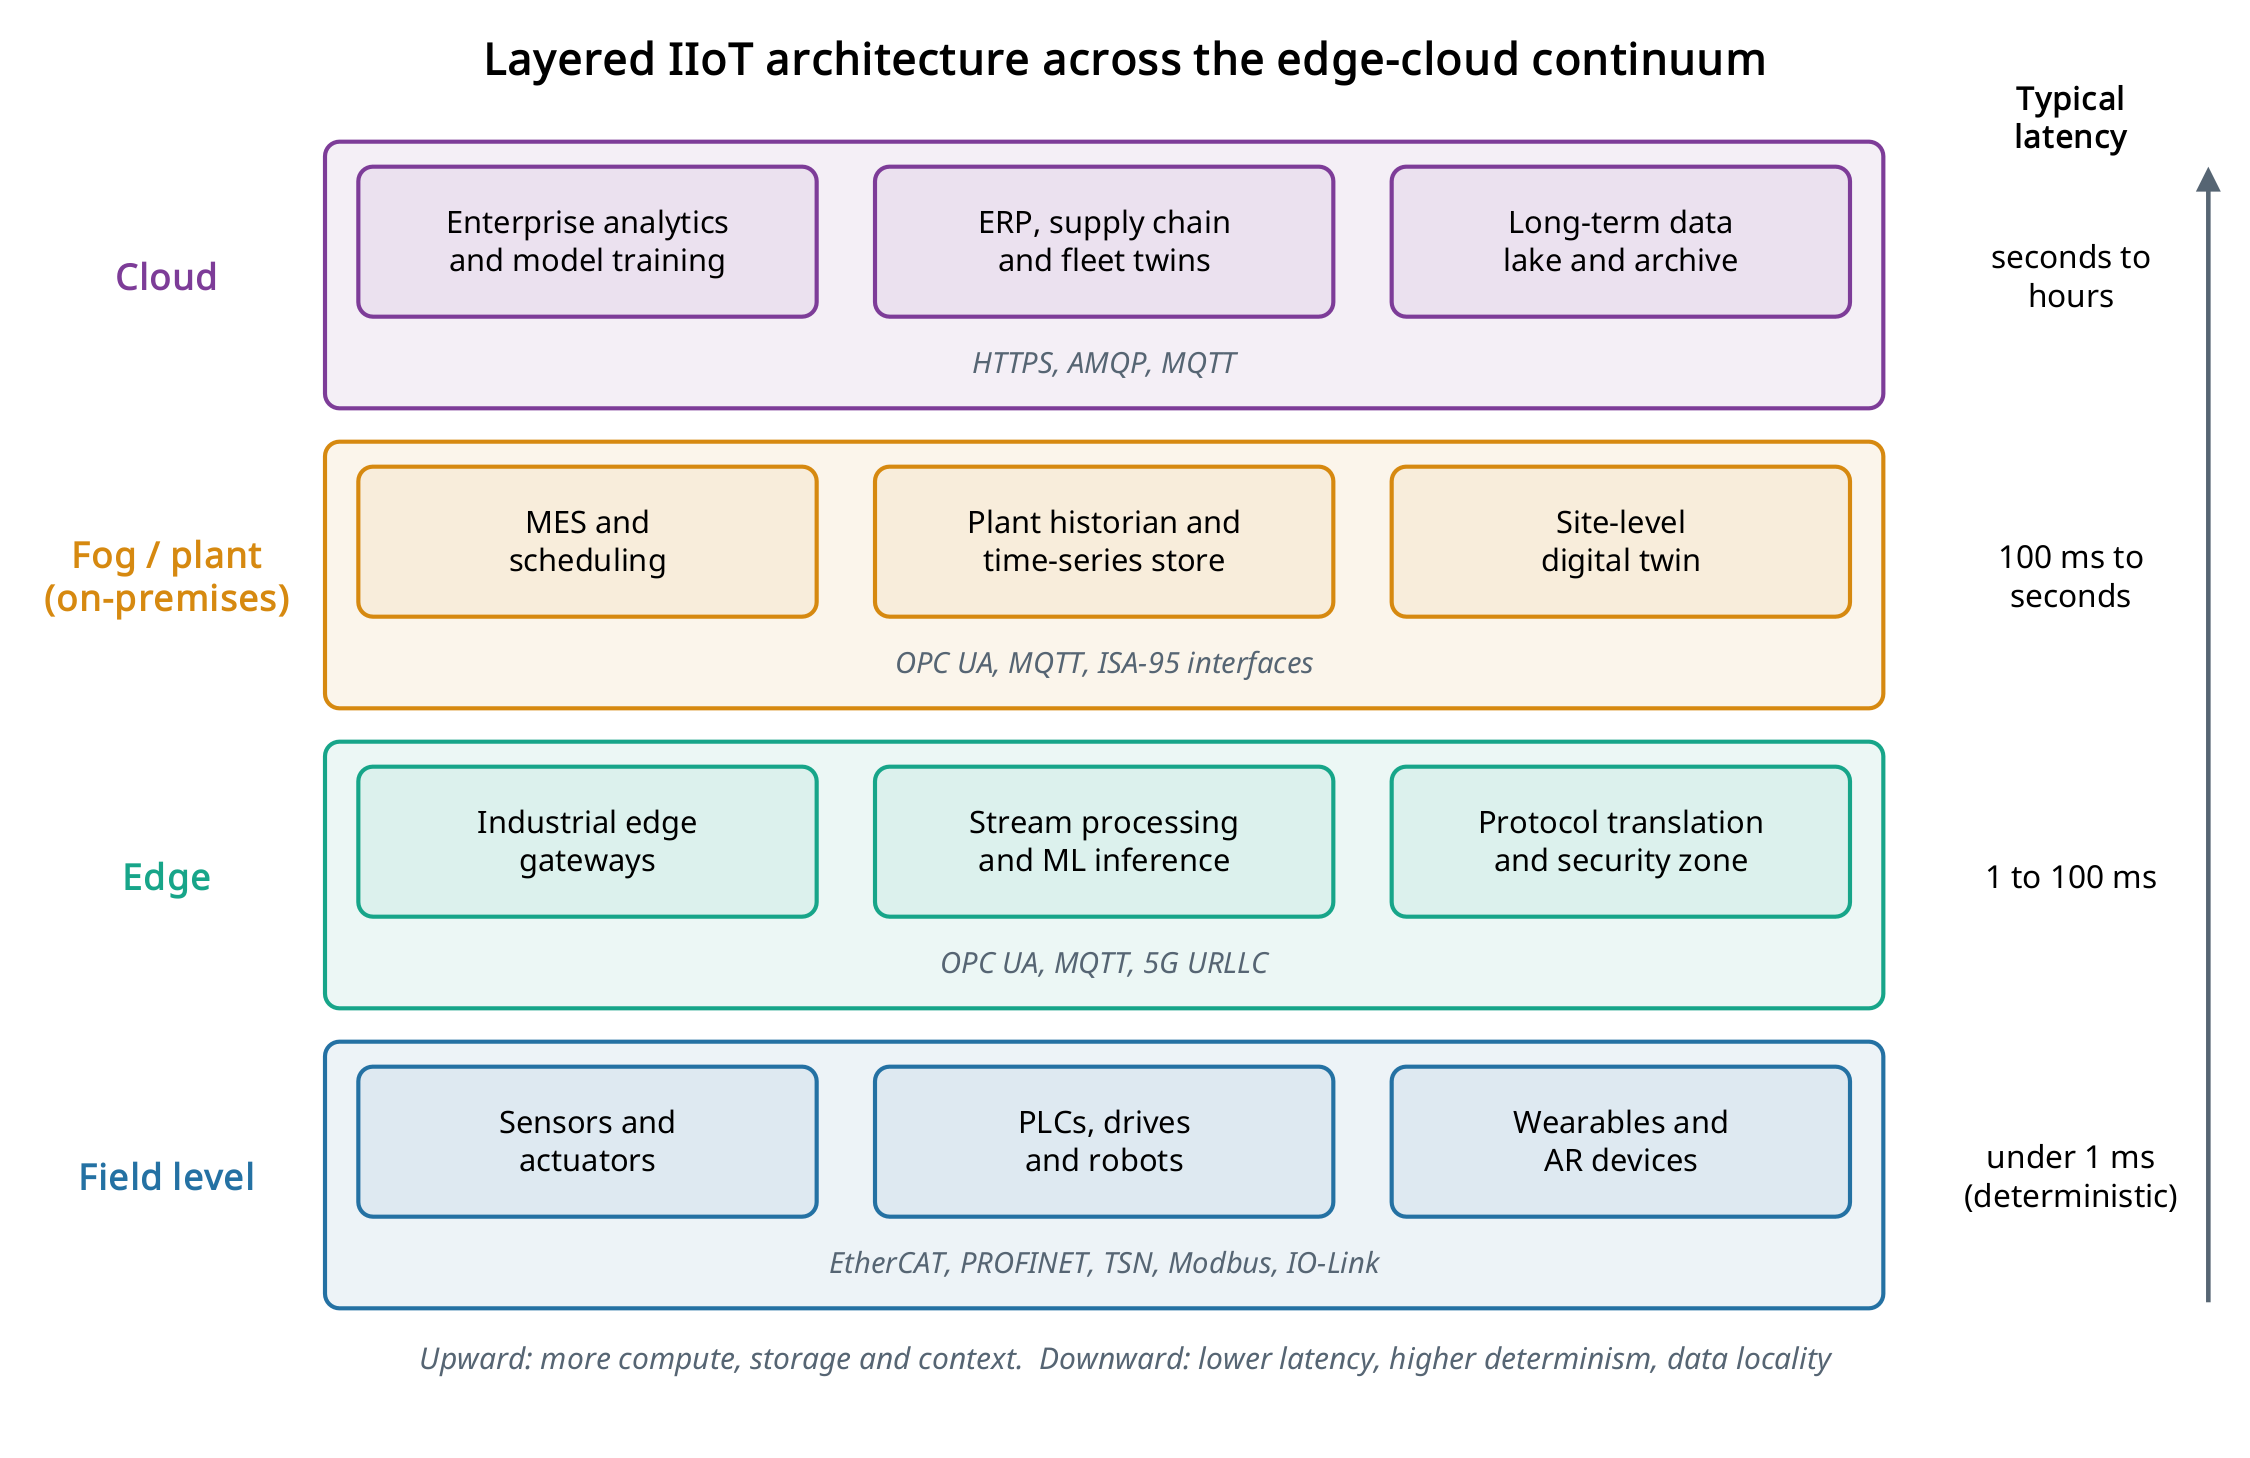 Layered IIoT architecture across the edge-cloud continuum
Typical
latency
Cloud
Enterprise analytics
and model training
ERP, supply chain
and fleet twins
Long-term data
lake and archive
HTTPS, AMQP, MQTT
seconds to
hours
Fog / plant
(on-premises)
MES and
scheduling
Plant historian and
time-series store
Site-level
digital twin
OPC UA, MQTT, ISA-95 interfaces
100 ms to
seconds
Edge
Industrial edge
gateways
Stream processing
and ML inference
Protocol translation
and security zone
OPC UA, MQTT, 5G URLLC
1 to 100 ms
Field level
Sensors and
actuators
PLCs, drives
and robots
Wearables and
AR devices
EtherCAT, PROFINET, TSN, Modbus, IO-Link
under 1 ms
(deterministic)
Upward: more compute, storage and context.  Downward: lower latency, higher determinism, data locality